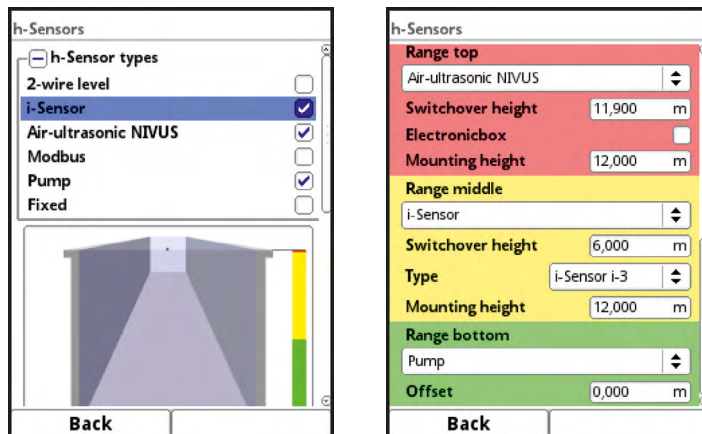 h-Sensors
h-Sensor types
2-wire level
i-Sensor
Air-ultrasonic NIVUS
Modbus
Pump
Fixed
Back
h-Sensors
Range top
Air-ultrasonic NIVUS
Switchover height 11,900 m
Electronicbox
Mounting height 12,000 m
Range middle
i-Sensor
Switchover height 6,000 m
Type i-Sensor i-3
Mounting height 12,000 m
Range bottom
Pump
Offset 0,000 m
Back